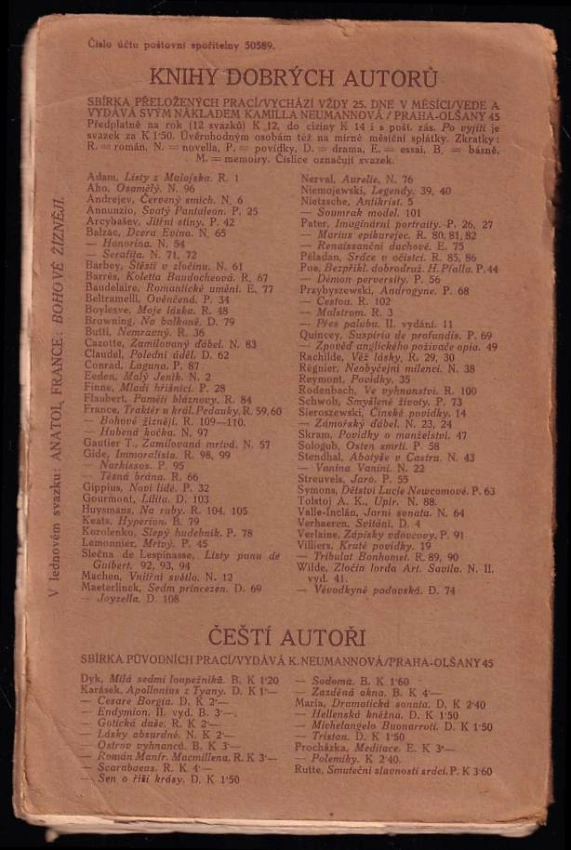 Číslo účtu poštovní spořitelny 50589.
KNIHY DOBRÝCH AUTORŮ
SBÍRKA PŘELOŽENÝCH PRACÍ/VYCHÁZÍ VŽDY 25. DNE V MĚSÍCI/VEDE A
VYDÁVÁ SVÝM NÁKLADEM KAMILLA NEUMANNOVÁ / PRAHA-OLŠANY 45
Předplatné na rok (12 svazků) K 12, do ciziny K 14 i s pošt. zás. Po vyjití je
svazek za K 1·50. Úvěruhodným osobám též na mírné měsíční splátky. Zkratky:
R. = román, N. = novella, P. = povídky, D. = drama, E. = essai, B. = básně.
M. = memoiry. Číslice označují svazek.
Adam, Listy z Malajska. R. 1
Aho, Osamělý. N. 96
Andrejev, Červený smích. N. 6
Annunzio, Svatý Pantaleon. P. 25
Arcybašev, Jitřní stíny. P. 42
Balzac, Dcera Evina. N. 65
— Honorina. N. 54
— Serafita. N. 71, 72
Barbey, Štěstí v zločinu. N. 61
Barrès, Koletta Baudocheová. R. 67
Baudelaire, Romantické umění. E. 77
Beltramelli, Ověnčená. P. 34
Boylesve, Moje láska. R. 48
Browning, Na balkoně. D. 79
Butti, Nemravný. R. 36
Cazotte, Zamilovaný ďábel. N. 83
Claudel, Polední úděl. D. 62
Conrad, Laguna. P. 87
Eeden, Malý Jeník. N. 2
Finne, Mladí hříšníci. P. 28
Flaubert, Paměti bláznovy. R. 84
France, Traktér u král. Pedauky. R. 59, 60
— Bohové žíznějí. R. 109—110.
— Hubená kočka. N. 97
Gautier T., Zamilovaná mrtvá. N. 57
Gide, Immoralista. R. 98, 99
— Narkissos. P. 95
— Těsná brána. R. 66
Gippius, Noví lidé. P. 32
Gourmont, Lilita. D. 103
Huysmans, Na ruby. R. 104, 105
Keats, Hyperion. B. 79
Korolenko, Slepý hudebník. P. 78
Lemonnier, Mrtvý. P. 45
Slečna de Lespinasse, Listy panu de
Guibert. 92, 93, 94
Machen, Vnitřní světlo. N. 12
Maeterlinck, Sedm princezen. D. 69
— Joyzella. D. 108
Nerval, Aurelie. N. 76
Niemojewski, Legendy. 39, 40
Nietzsche, Antikrist. 5
— Soumrak model. 101
Pater, Imaginární portraity. P. 26, 27
— Marius epikurejec. R. 80, 81, 82
— Renaissanční duchové. E. 75
Péladan, Srdce v očistci. R. 85, 86
Poe, Bezpříkl. dobrodruž. H. Pfalla. P. 44
— Démon perversity. P. 56
Przybyszewski, Androgyne. P. 68
— Cestou. R. 102
— Malstrom. R. 3
— Přes palubu. II. vydání. 11
Quincey, Suspiria de profundis. P. 69
— Zpověď anglického poživače opia. 49
Rachilde, Věž lásky, R. 29, 30
Régnier, Neobyčejní milenci. N. 38
Reymont, Povídky. 35
Rodenbach, Ve vyhnanství. R. 100
Schwob, Smyšlené životy. P. 73
Sieroszewski, Čínské povídky. 14
— Zámořský ďábel. N. 23, 24
Skram, Povídky o manželství. 47
Sologub, Osten smrti. P. 58
Stendhal, Abatyše v Castru. N. 43
— Vanina Vanini. N. 22
Streuvels, Jaro. P. 55
Symons, Dětství Lucie Newcomové. P. 63
Tolstoj A. K., Upír. N. 88.
Valle-Inclán, Jarní sonata. N. 64
Verhaeren, Svítání. D. 4
Verlaine, Zápisky vdovcovy, P. 91
Villiers, Kruté povídky. 19
— Tribulat Bonhomet. R. 89, 90
Wilde, Zločin lorda Art. Savila. N. II.
vyd. 41.
— Vévodkyně paduvská. D. 74
V lednovém svazku: ANATOL FRANCE: BOHOVÉ ŽÍZNĚJÍ.
ČEŠTÍ AUTOŘI
SBÍRKA PŮVODNÍCH PRACÍ/VYDÁVÁ K. NEUMANNOVÁ/PRAHA-OLŠANY 45
Dyk, Milá sedmi loupežníků. B. K 1·20
Karásek, Apollonius z Tyany. D. K 1·—
— Cesare Borgia. D. K 2·—
— Endymion. II. vyd. B. 3·—.
— Gotická duše. R. K 2·—
— Lásky absurdné. N. K 2·—
— Ostrov vyhnanců. B. K 3·—
— Román Manfr. Macmillena. R. K 3·—
— Scarabaeus. R. K 4·—
— Sen o říši krásy. D. K 1·50
— Sodoma. B. K 1·60
— Zazděná okna. B. K 4·—
Maria, Dramatická sonata. D. K 2·40
— Hellenská kněžna. D. K 1·50
— Michelangelo Buonarroti. D. K 1·50
— Tristan. D. K 1·50
Procházka, Meditace. E. K 3·—
— Polemiky. K 2·40.
Rutte, Smuteční slavnosti srdcí. P. K 3·60